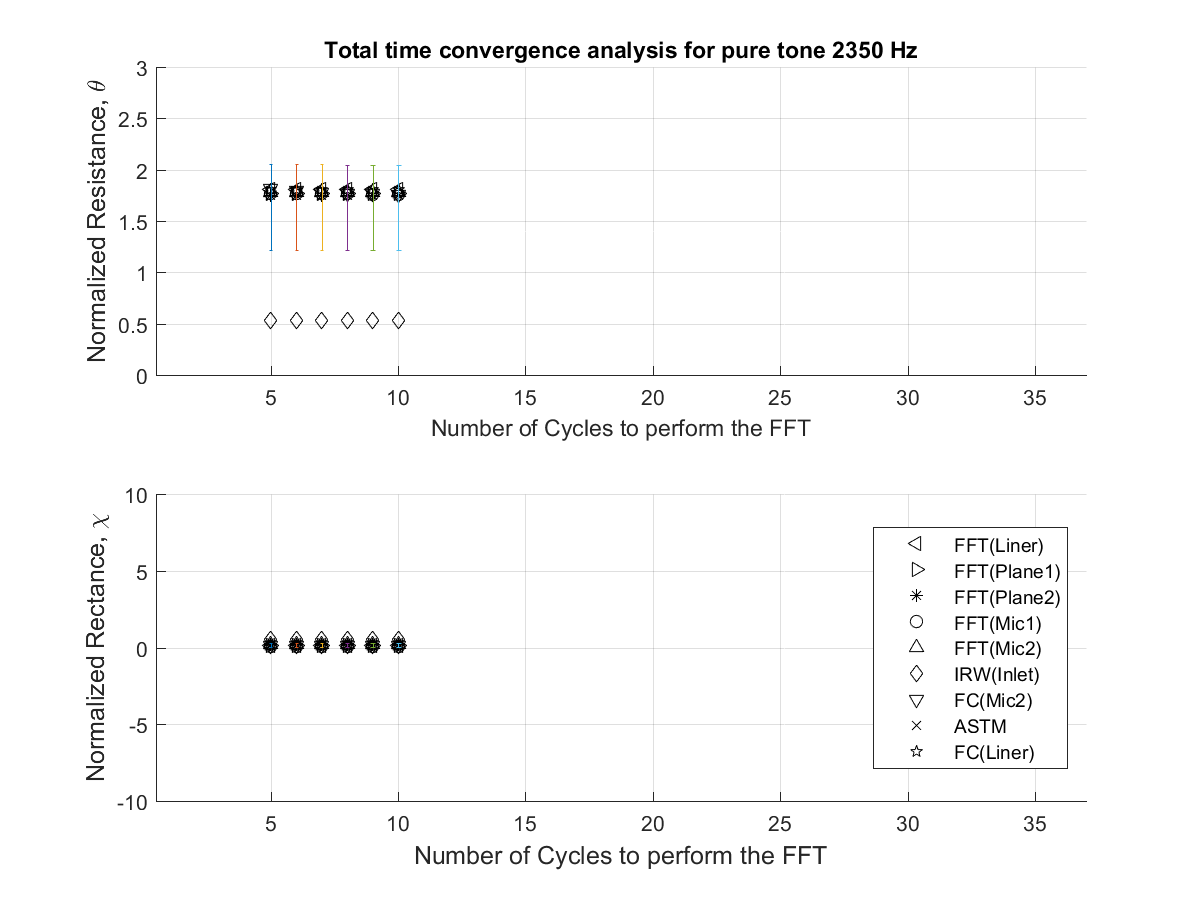 Total time convergence analysis for pure tone 2350 Hz
Normalized Resistance, θ
3
2.5
2
1.5
1
0.5
0
5 10 15 20 25 30 35
Number of Cycles to perform the FFT
Normalized Rectance, χ
10
5
0
-5
-10
FFT(Liner)
FFT(Plane1)
FFT(Plane2)
FFT(Mic1)
FFT(Mic2)
IRW(Inlet)
FC(Mic2)
ASTM
FC(Liner)
5 10 15 20 25 30 35
Number of Cycles to perform the FFT